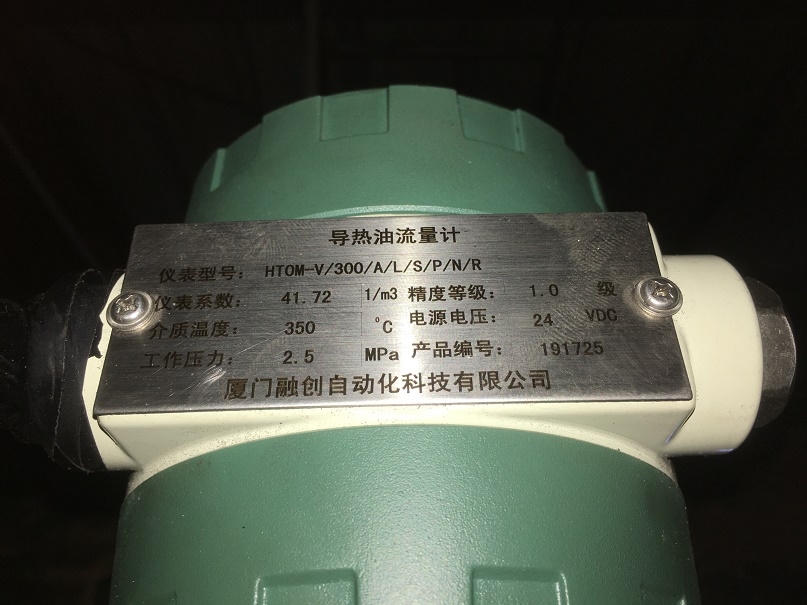 导热油流量计
仪表型号: HTOM-V/300/A/L/S/P/N/R
仪表系数: 41.72 1/m3 精度等级: 1.0 级
介质温度: 350 ℃ 电源电压: 24 VDC
工作压力: 2.5 MPa 产品编号: 191725
厦门融创自动化科技有限公司